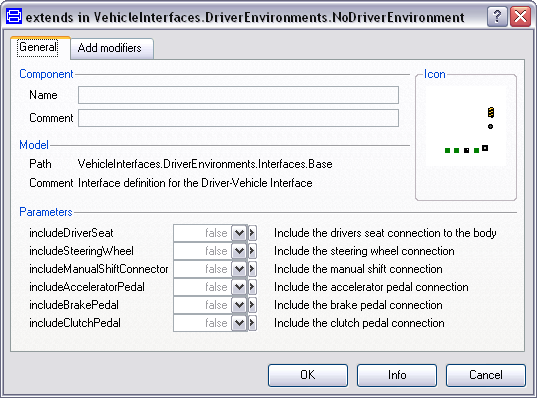 extends in VehicleInterfaces.DriverEnvironments.NoDriverEnvironment
General Add modifiers
Component
Icon
Name
Comment
Model
Path VehicleInterfaces.DriverEnvironments.Interfaces.Base
Comment Interface definition for the Driver-Vehicle Interface
Parameters
includeDriverSeat false Include the drivers seat connection to the body
includeSteeringWheel false Include the steering wheel connection
includeManualShiftConnector false Include the manual shift connection
includeAcceleratorPedal false Include the accelerator pedal connection
includeBrakePedal false Include the brake pedal connection
includeClutchPedal false Include the clutch pedal connection
OK Info Cancel